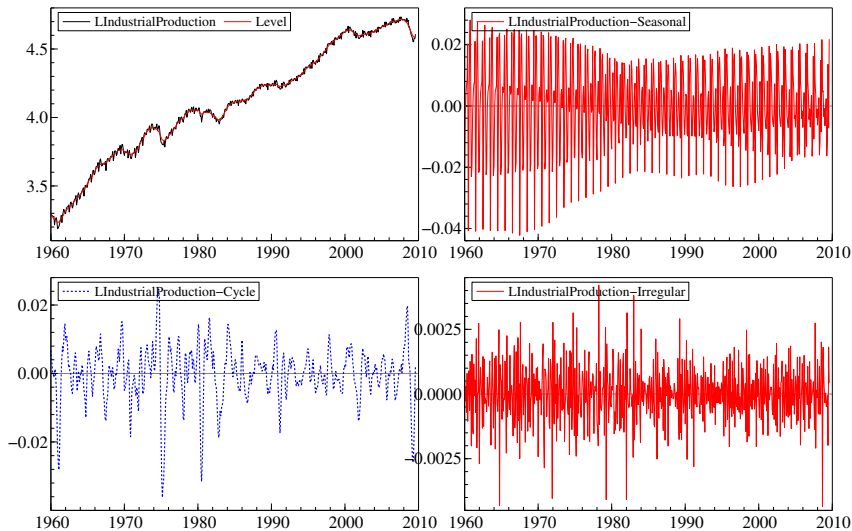 LIndustrialProduction Level
4.5
4.0
3.5
1960 1970 1980 1990 2000 2010
LIndustrialProduction−Seasonal
0.02
0.00
−0.02
−0.04
1960 1970 1980 1990 2000 2010
LIndustrialProduction−Cycle
0.02
0.00
−0.02
1960 1970 1980 1990 2000 2010
LIndustrialProduction−Irregular
0.0025
0.0000
−0.0025
1960 1970 1980 1990 2000 2010